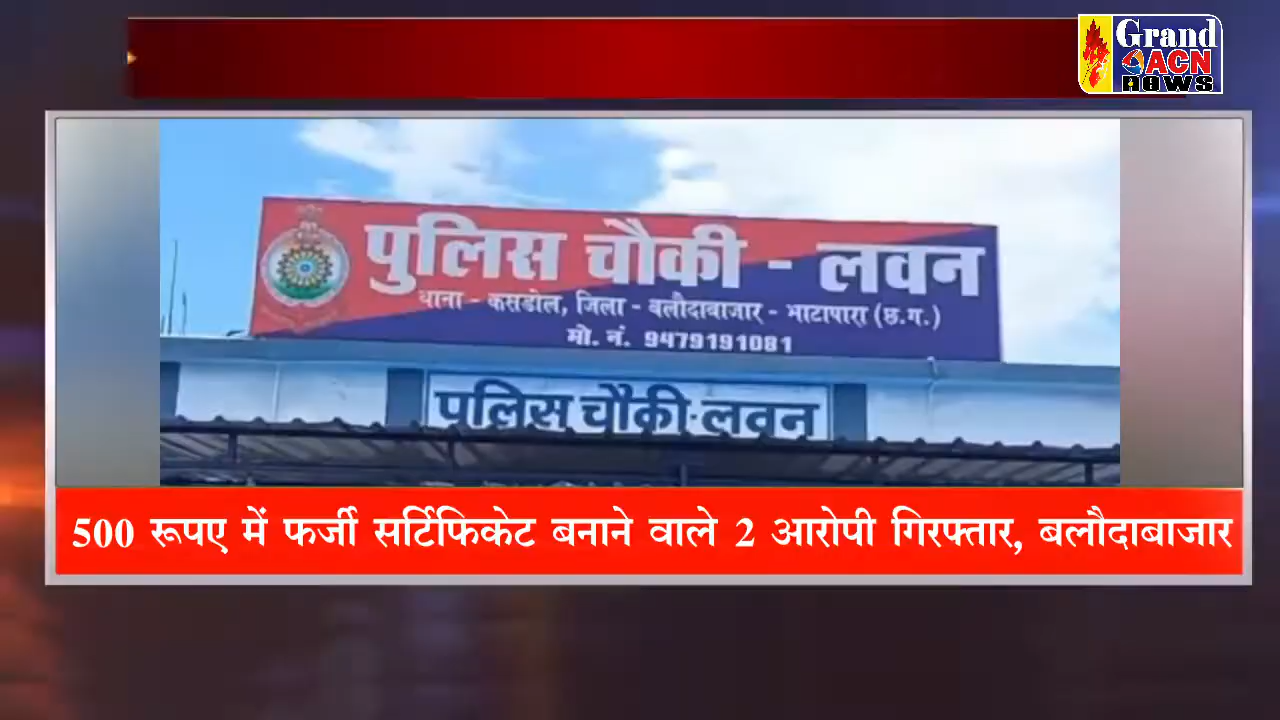 Grand
ACN
news
पुलिस चौकी - लवन
थाना - कसडोल, जिला - बलौदाबाजार - भाटापारा (छ.ग.)
मो. नं. 9479191081
पुलिस चौकी-लवन
500 रूपए में फर्जी सर्टिफिकेट बनाने वाले 2 आरोपी गिरफ्तार, बलौदाबाजार